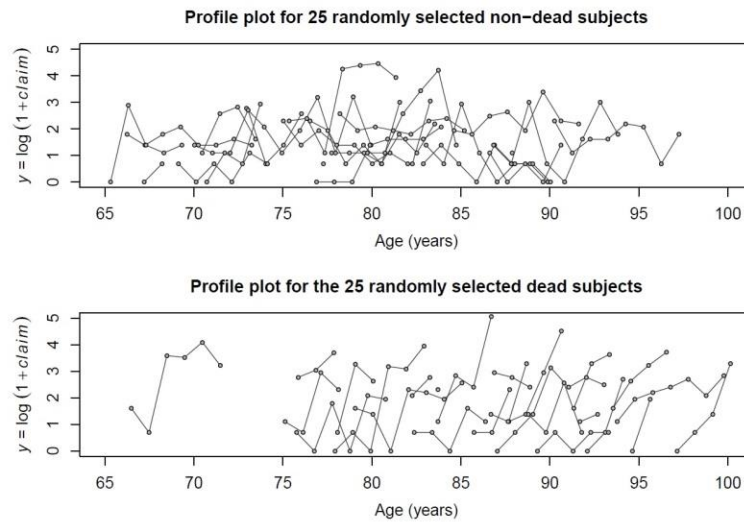 Profile plot for 25 randomly selected non−dead subjects
y = log (1+claim)
5
4
3
2
1
0
65 70 75 80 85 90 95 100
Age (years)
Profile plot for the 25 randomly selected dead subjects
y = log (1+claim)
5
4
3
2
1
0
65 70 75 80 85 90 95 100
Age (years)